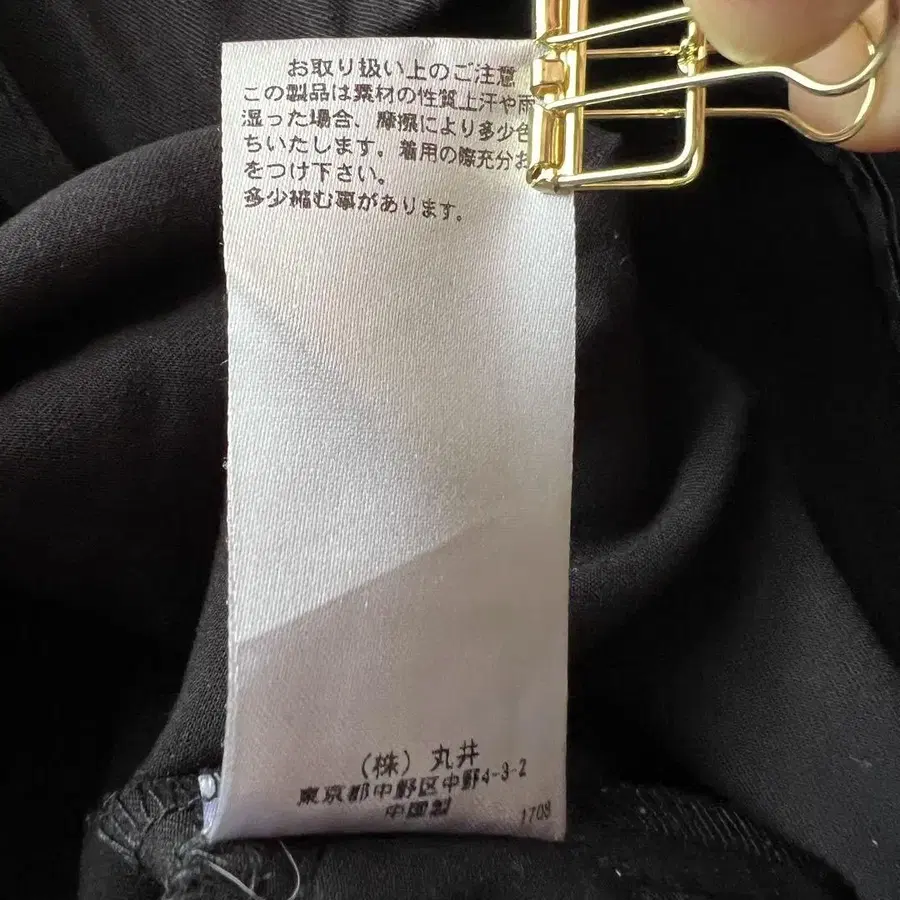 お取り扱い上のご注意
この製品は素材の性質上汗や雨
湿った場合、摩擦により多少色
ちいたします。着用の際充分お
をつけ下さい。
多少縮む事があります。
(株) 丸井
東京都中野区中野4-3-2
中国製
1708